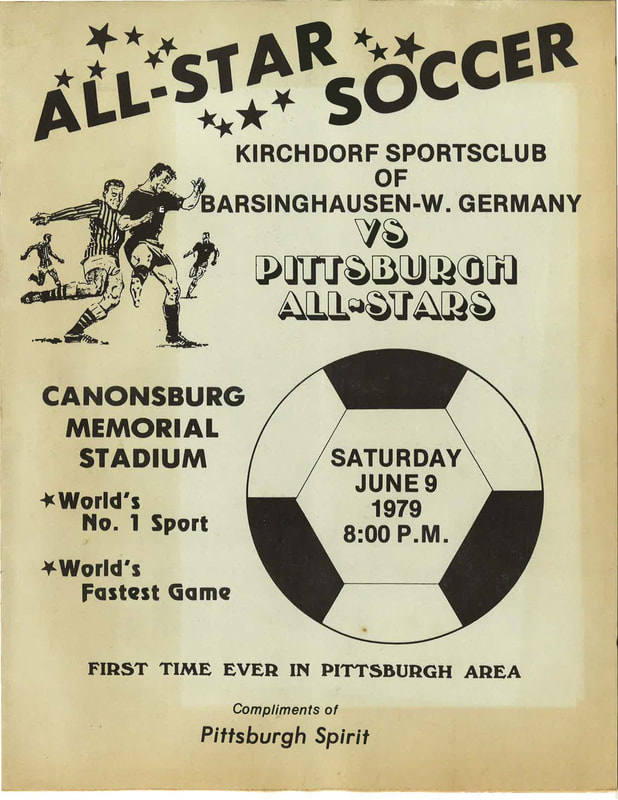 ALL-STAR SOCCER
KIRCHDORF SPORTSCLUB
OF
BARSINGHAUSEN-W. GERMANY
VS
PITTSBURGH
ALL-STARS
CANONSBURG
MEMORIAL
STADIUM
World's
No. 1 Sport
World's
Fastest Game
SATURDAY
JUNE 9
1979
8:00 P.M.
FIRST TIME EVER IN PITTSBURGH AREA
Compliments of
Pittsburgh Spirit